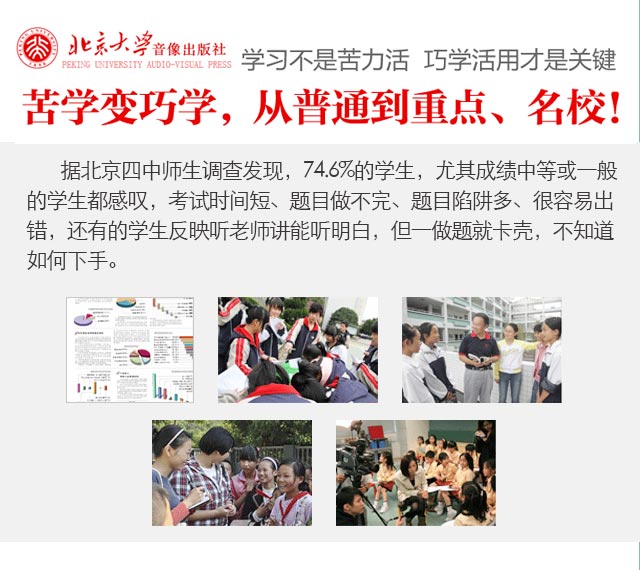 北京大学音像出版社
PEKING UNIVERSITY AUDIO-VISUAL PRESS
学习不是苦力活 巧学活用才是关键
苦学变巧学，从普通到重点、名校！
据北京四中师生调查发现，74.6%的学生，尤其成绩中等或一般
的学生都感叹，考试时间短、题目做不完、题目陷阱多、很容易出
错，还有的学生反映听老师讲能听明白，但一做题就卡壳，不知道
如何下手。